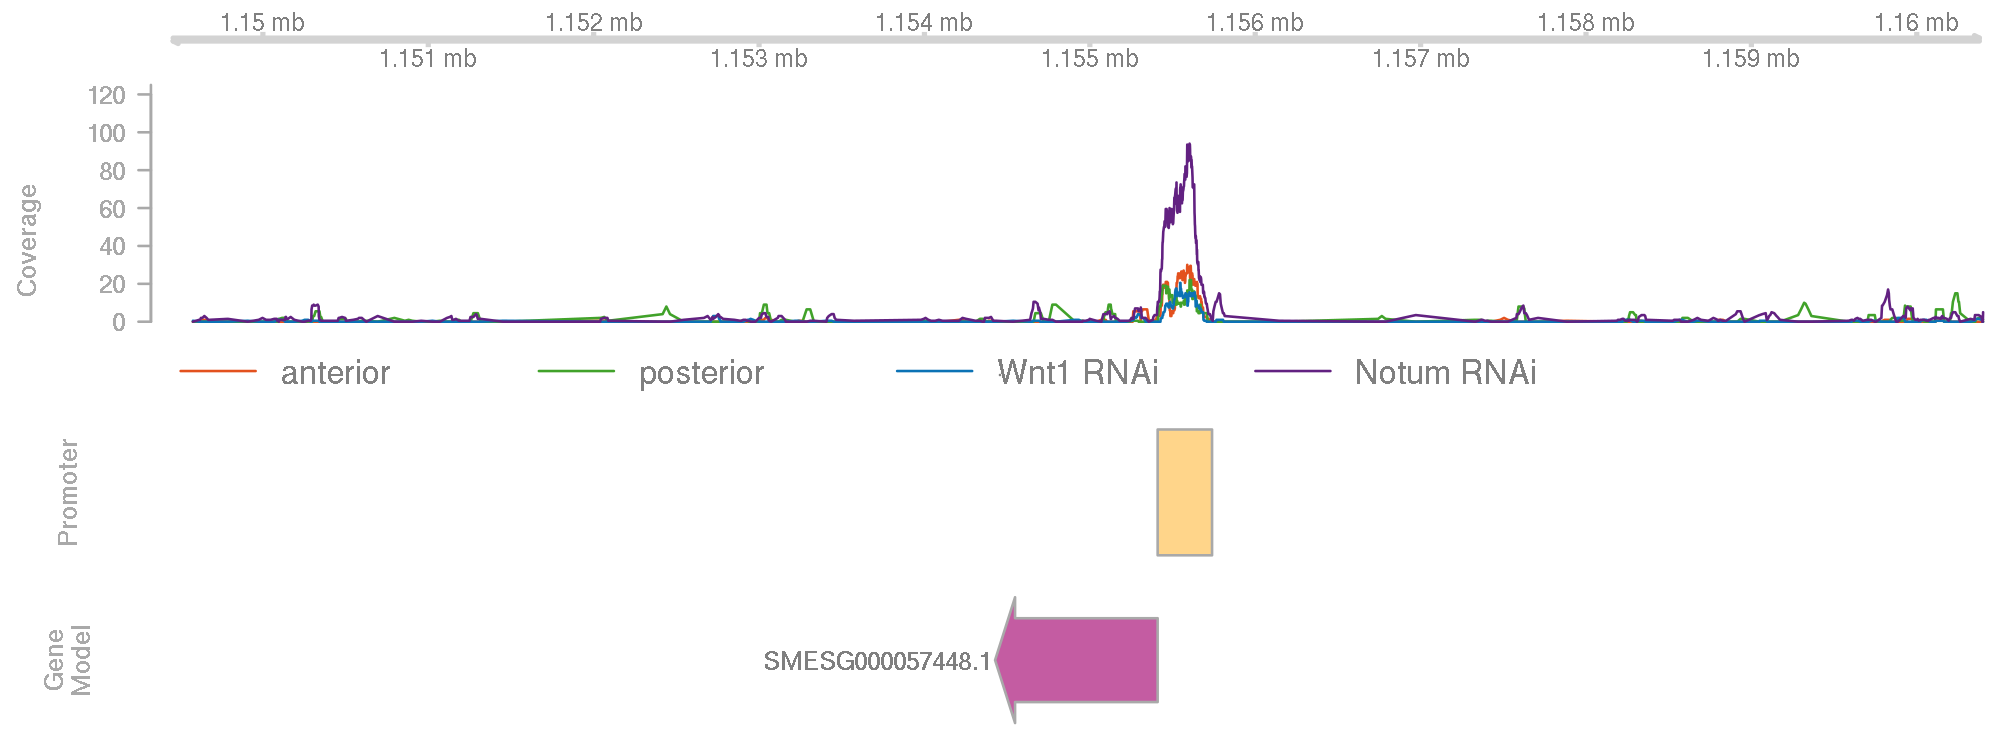 1.15 mb 1.152 mb 1.154 mb 1.156 mb 1.158 mb 1.16 mb
1.151 mb 1.153 mb 1.155 mb 1.157 mb 1.159 mb
Coverage
120
100
80
60
40
20
0
anterior posterior Wnt1 RNAi Notum RNAi
Promoter
Gene
Model
SMESG000057448.1